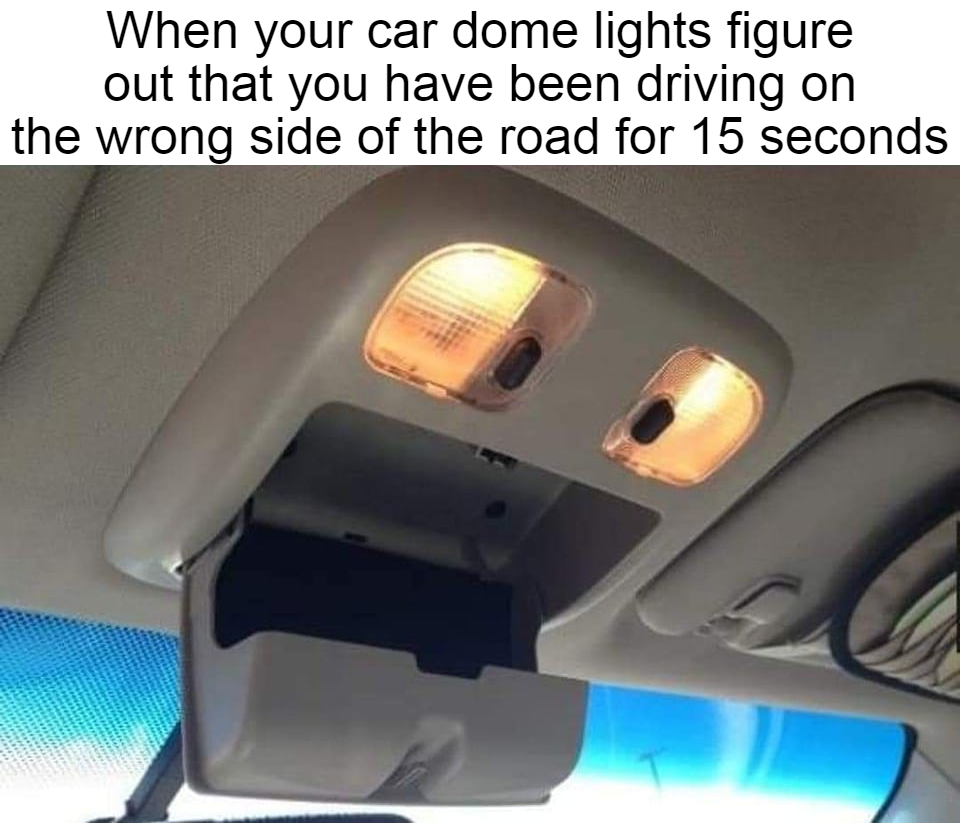 When your car dome lights figure
out that you have been driving on
the wrong side of the road for 15 seconds